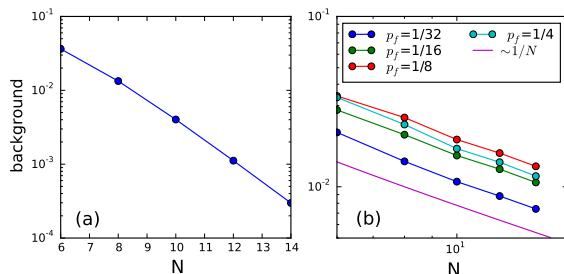 10⁻¹
10⁻²
10⁻³
10⁻⁴
background
(a)
6 7 8 9 10 11 12 13 14
N
10⁻¹
10⁻²
p_f=1/32
p_f=1/16
p_f=1/8
p_f=1/4
~1/N
(b)
10¹
N